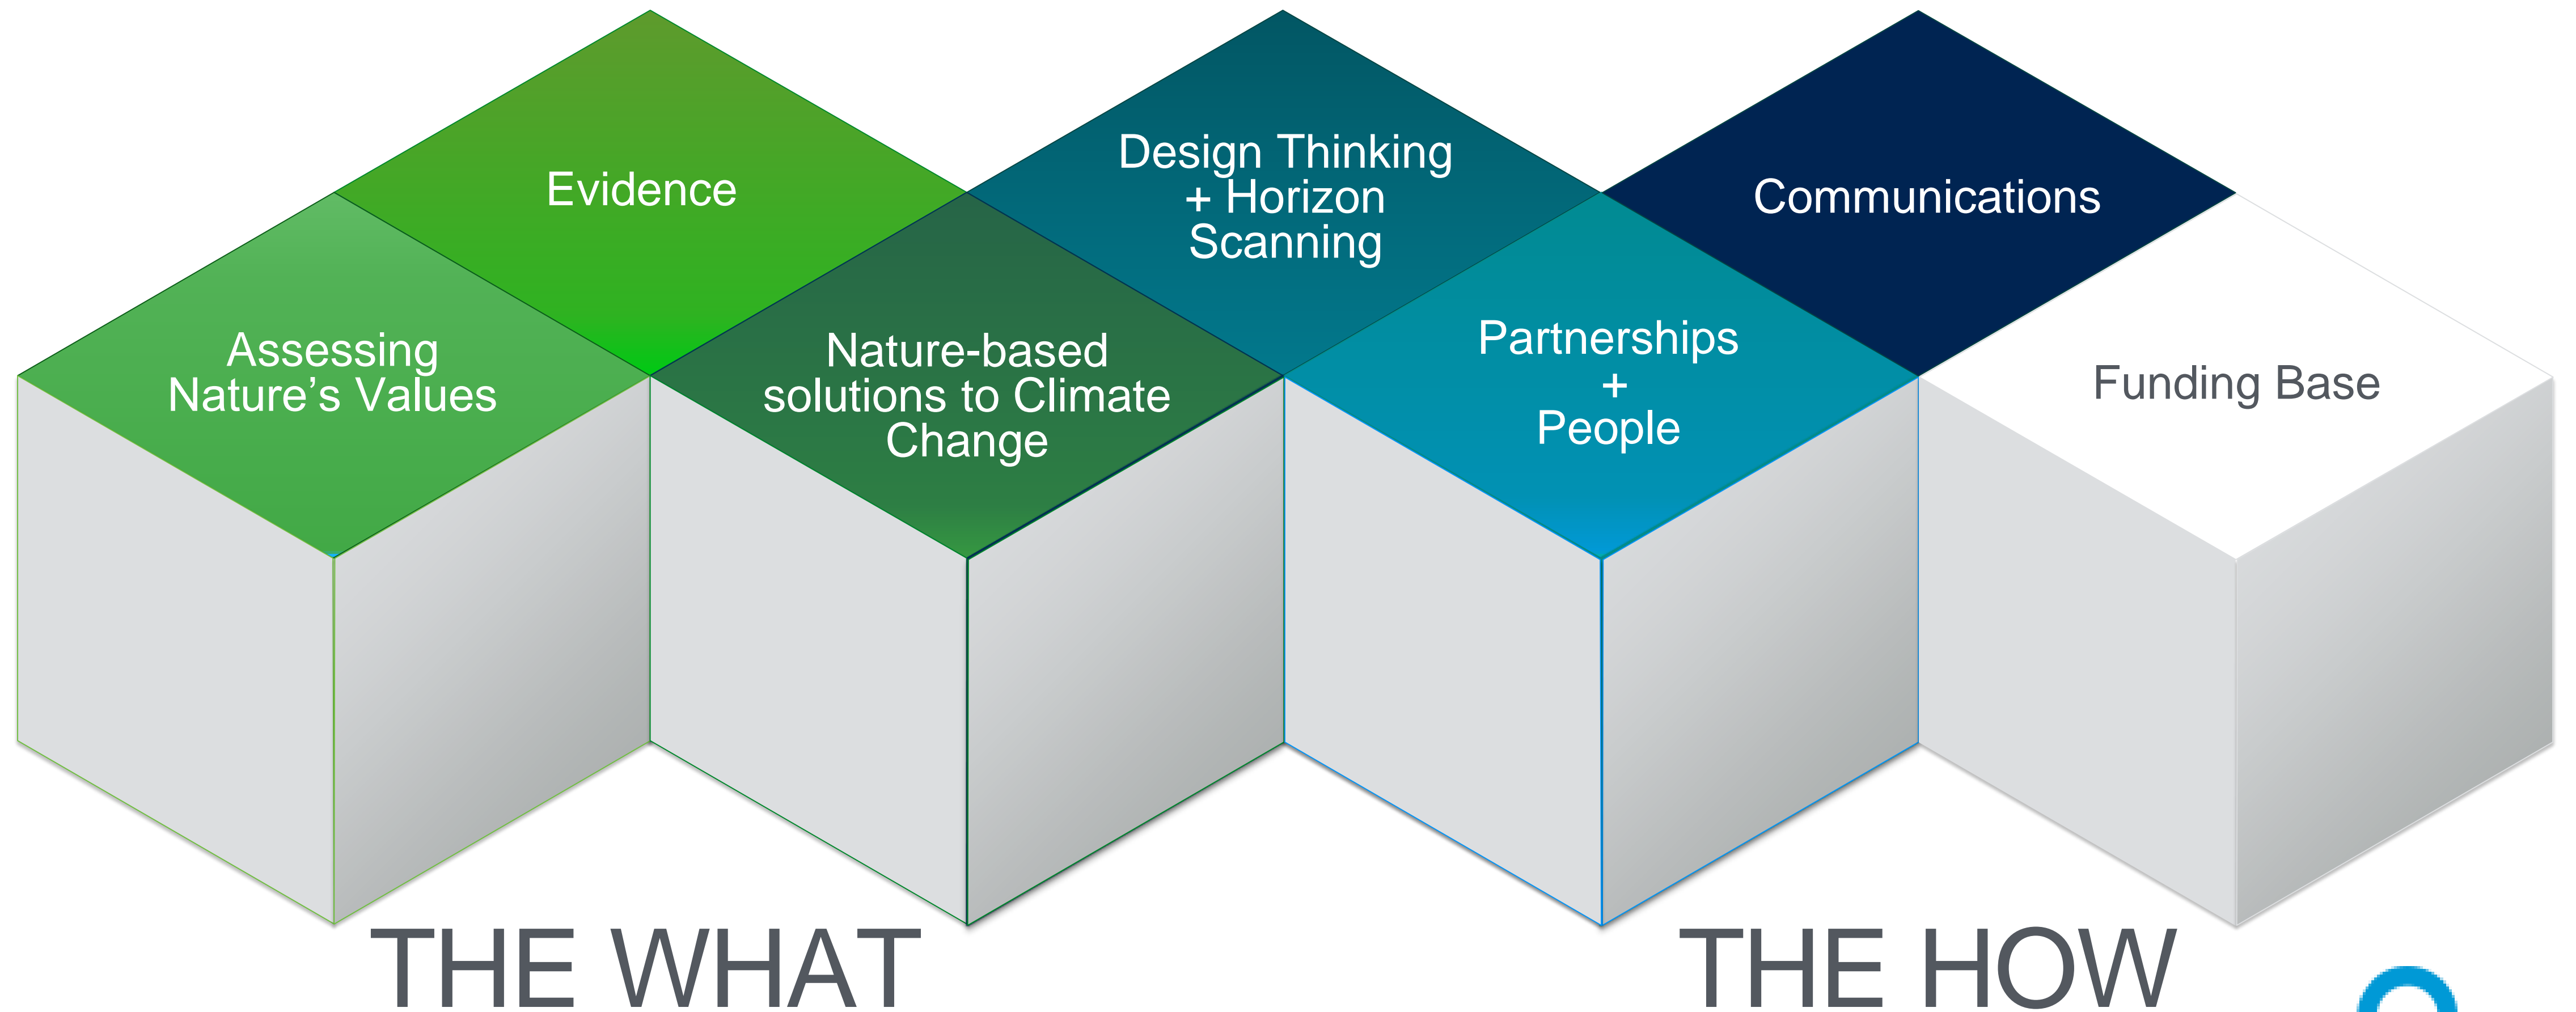 Evidence
Design Thinking
+ Horizon
Scanning
Communications
Assessing
Nature’s Values
Nature-based
solutions to Climate
Change
Partnerships
+
People
Funding Base
THE WHAT
THE HOW